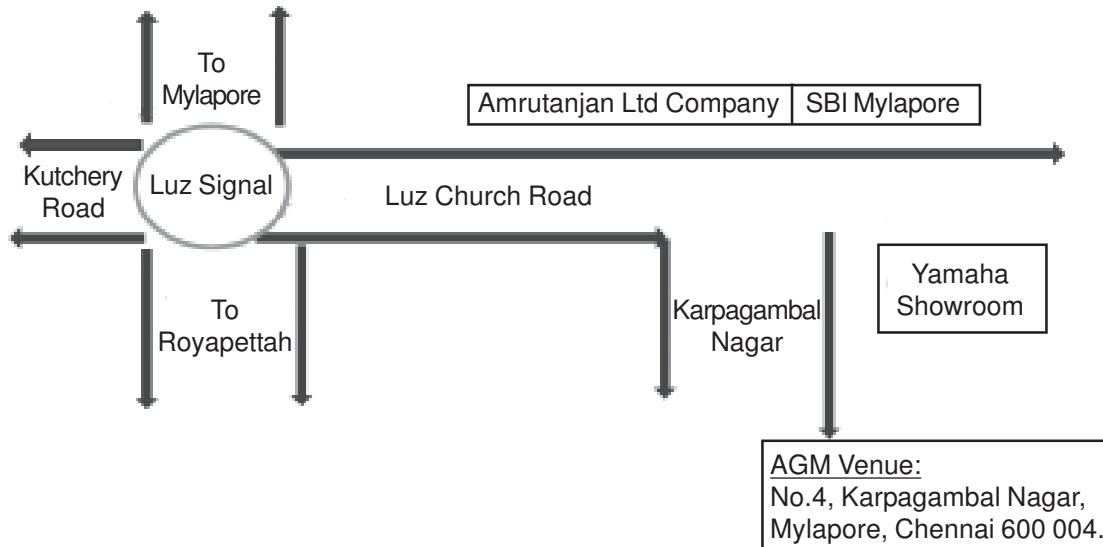 To
Mylapore
Amrutanjan Ltd Company SBI Mylapore
Kutchery
Road
Luz Signal
Luz Church Road
To
Royapettah
Karpagambal
Nagar
Yamaha
Showroom
AGM Venue:
No.4, Karpagambal Nagar,
Mylapore, Chennai 600 004.